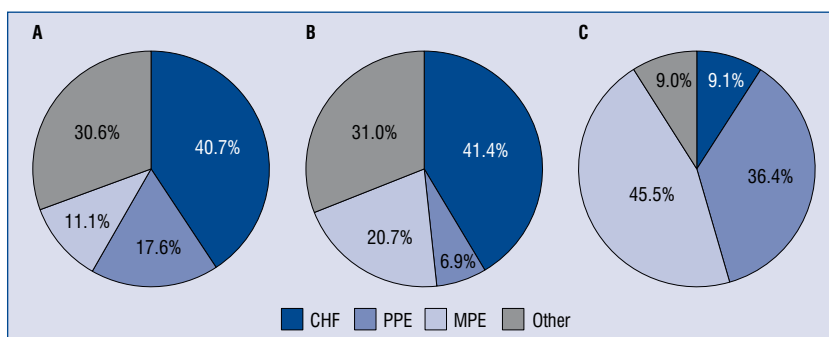 A B C
30.6% 40.7% 11.1% 17.6%
31.0% 41.4% 20.7% 6.9%
9.0% 9.1% 45.5% 36.4%
CHF PPE MPE Other